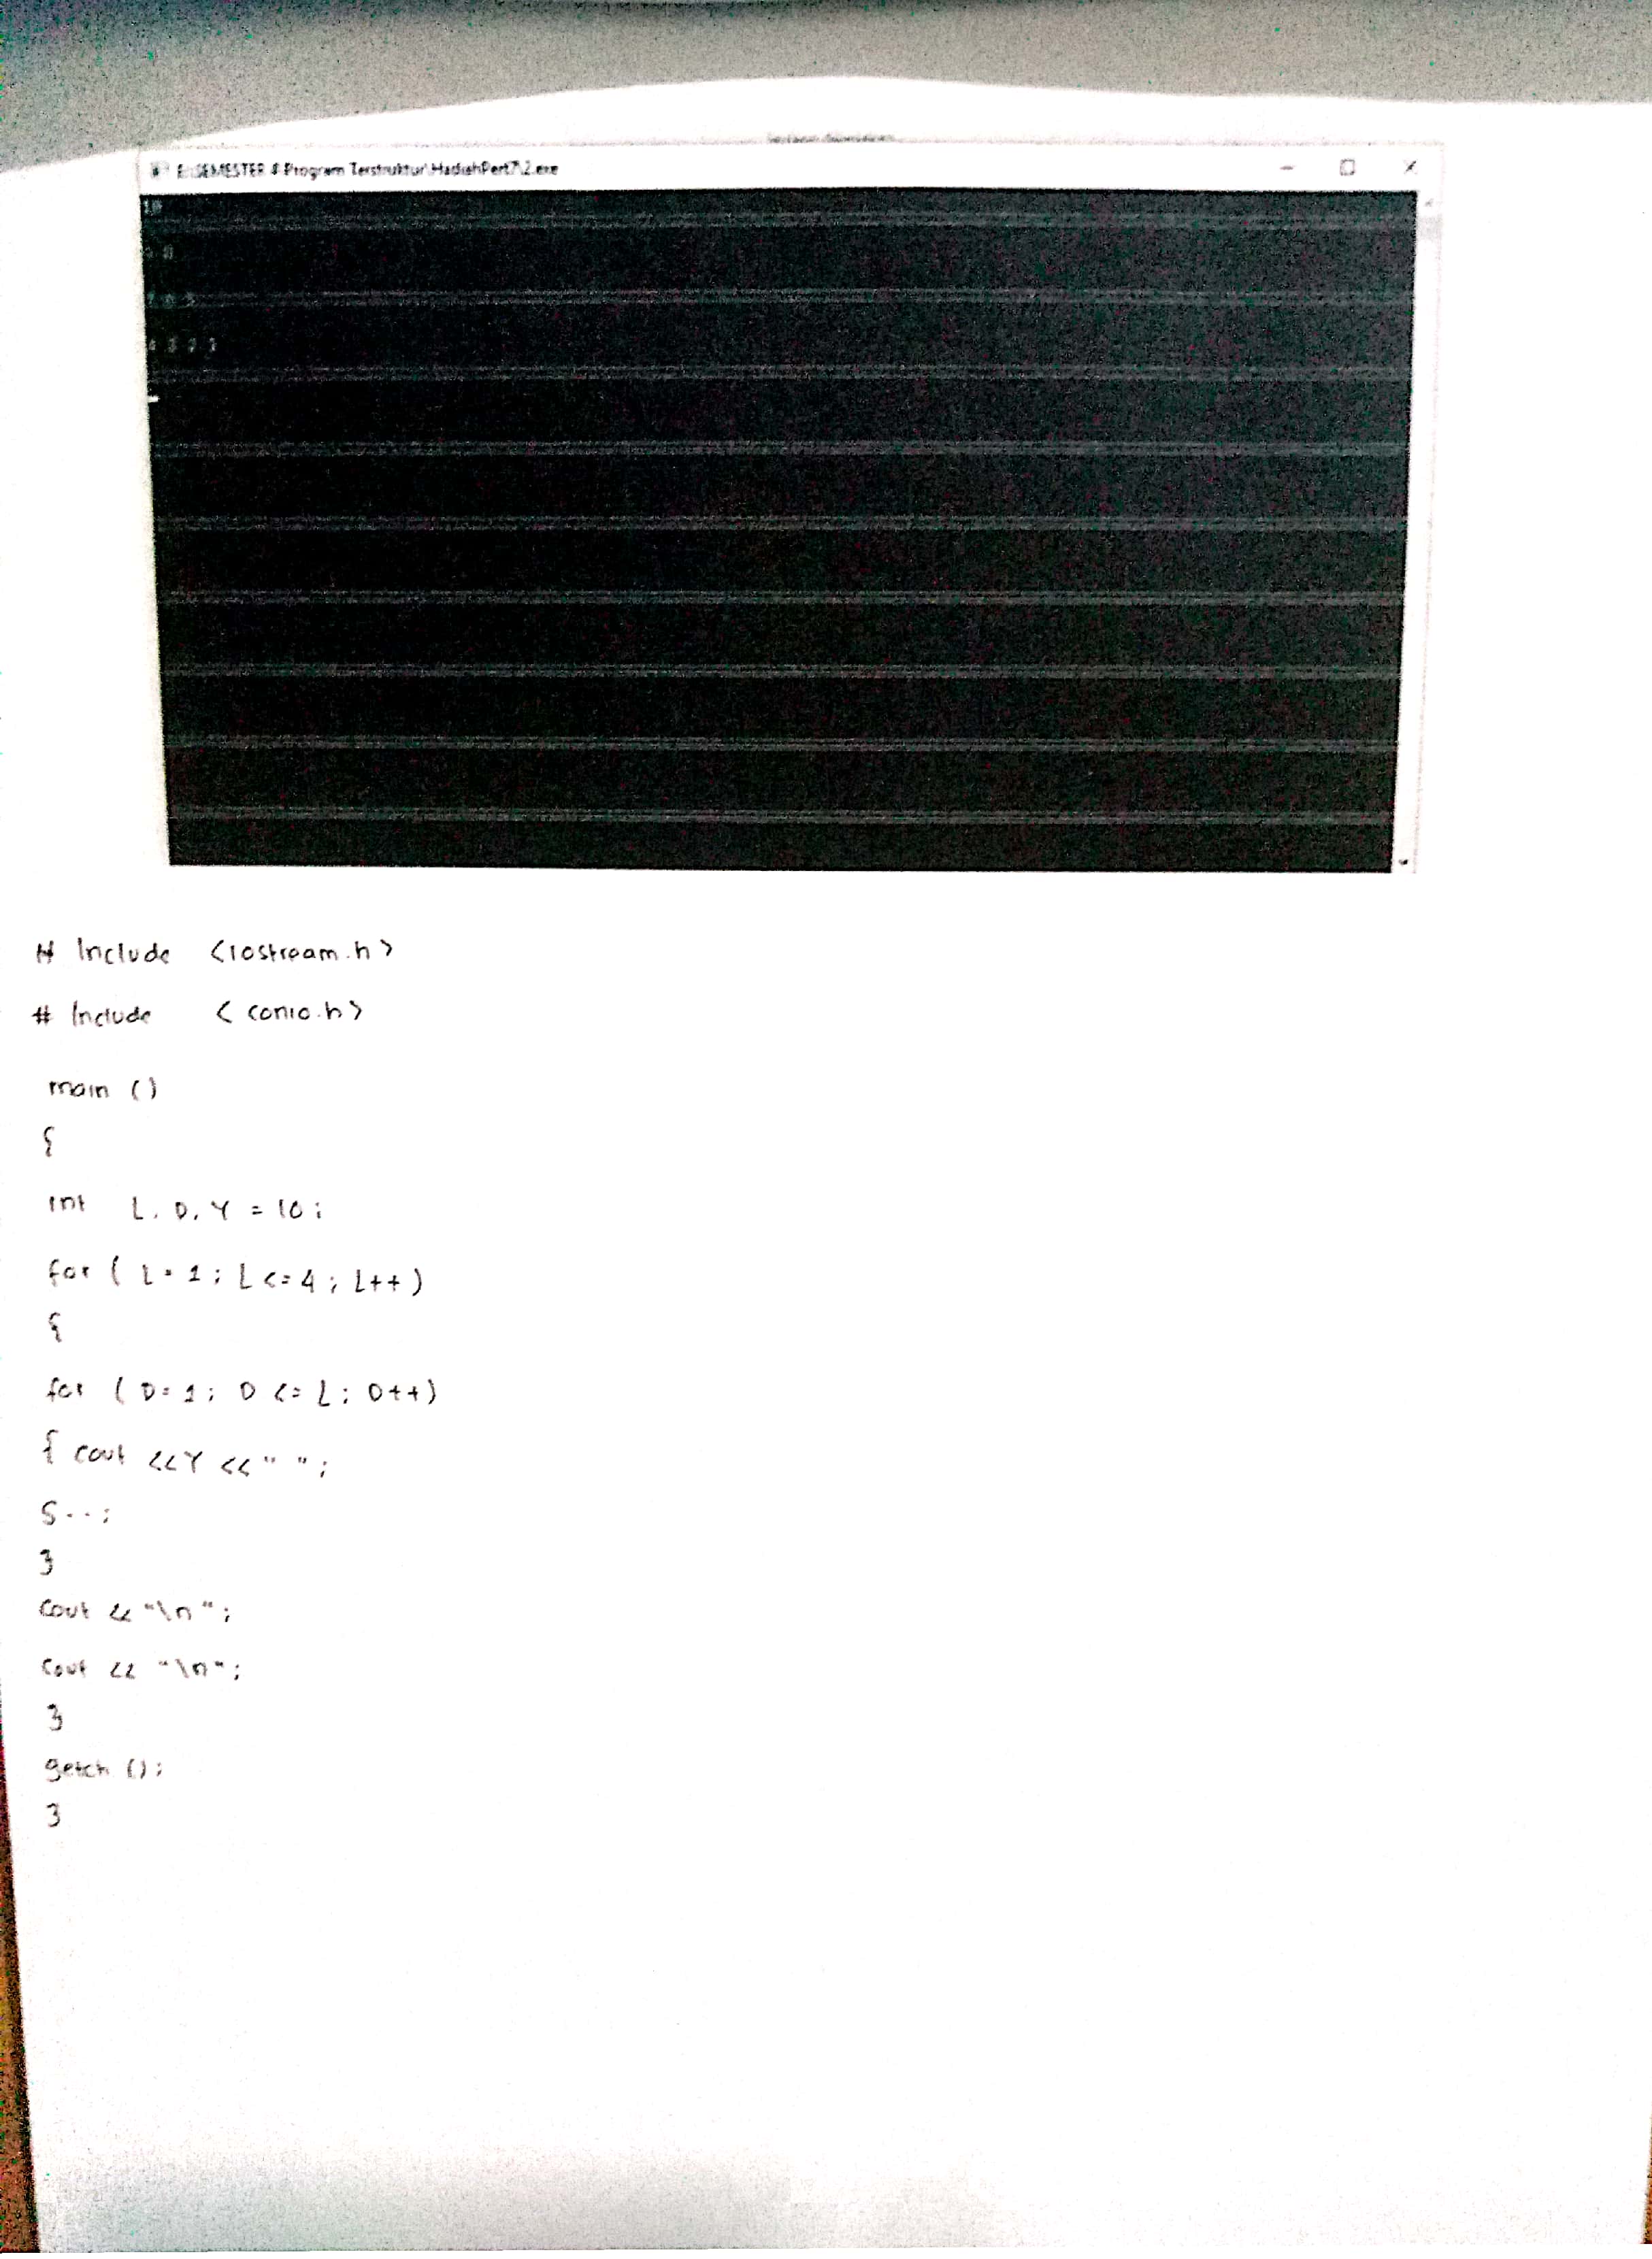 E:\SEMESTER 4\Program Terstruktur\HadiahPert7\2.exe
10
9 8
7 6 5
4 3 2 1
# Include <iostream.h>
# Include < conio.h>
main ()
{
int L, D, Y = 10;
for ( L = 1 ; L <= 4 ; L++ )
{
for ( D = 1 ; D <= L ; D++)
{ cout <<Y <<" ";
S--;
}
Cout << "\n";
Cout << "\n";
}
getch ();
}